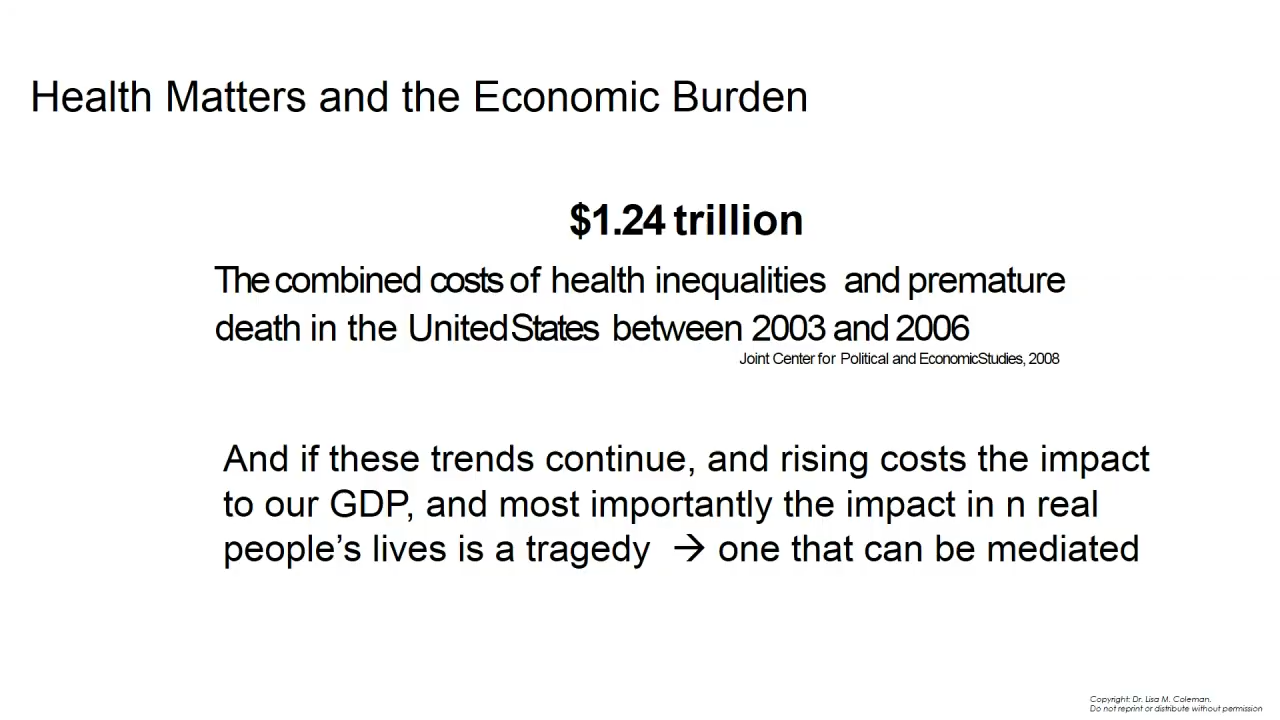 Health Matters and the Economic Burden
$1.24 trillion
The combined costs of health inequalities and premature
death in the United States between 2003 and 2006
Joint Center for Political and EconomicStudies, 2008
And if these trends continue, and rising costs the impact
to our GDP, and most importantly the impact in n real
people’s lives is a tragedy → one that can be mediated
Copyright: Dr. Lisa M. Coleman.
Do not reprint or distribute without permission